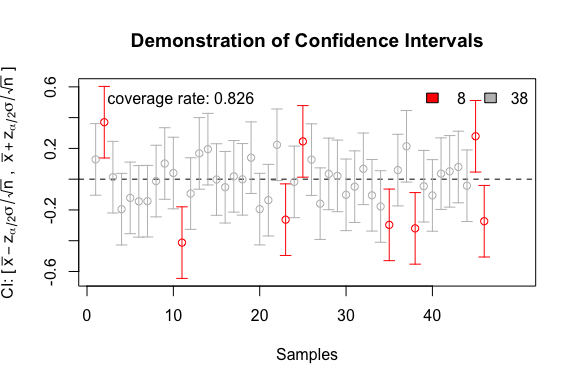 Demonstration of Confidence Intervals
CI: [ x̄ − zα/2σ/√n , x̄ + zα/2σ/√n ]
0.6
0.2
-0.2
-0.6
coverage rate: 0.826
8
38
0
10
20
30
40
Samples